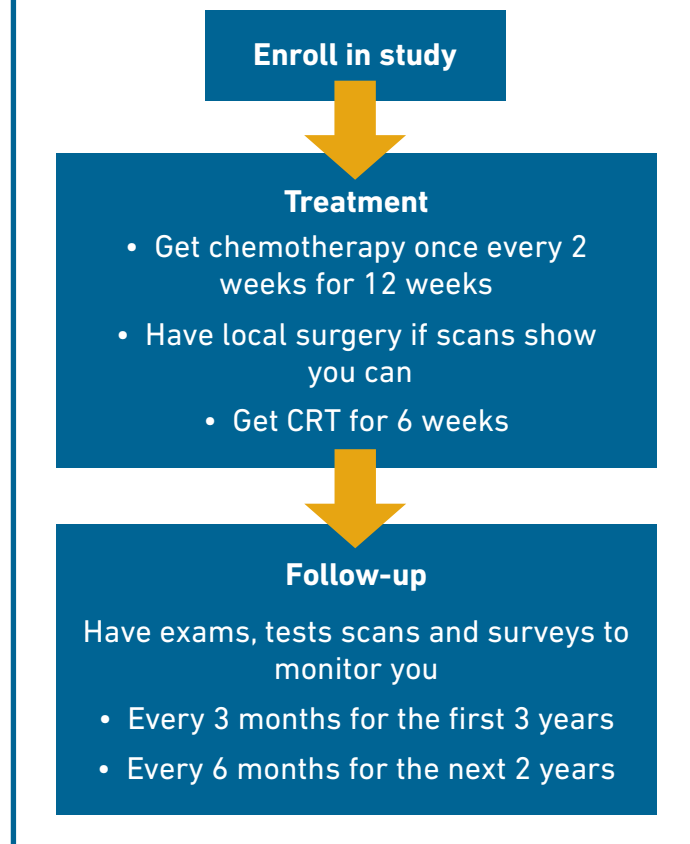 Enroll in study
Treatment
• Get chemotherapy once every 2
weeks for 12 weeks
• Have local surgery if scans show
you can
• Get CRT for 6 weeks
Follow-up
Have exams, tests scans and surveys to
monitor you
• Every 3 months for the first 3 years
• Every 6 months for the next 2 years